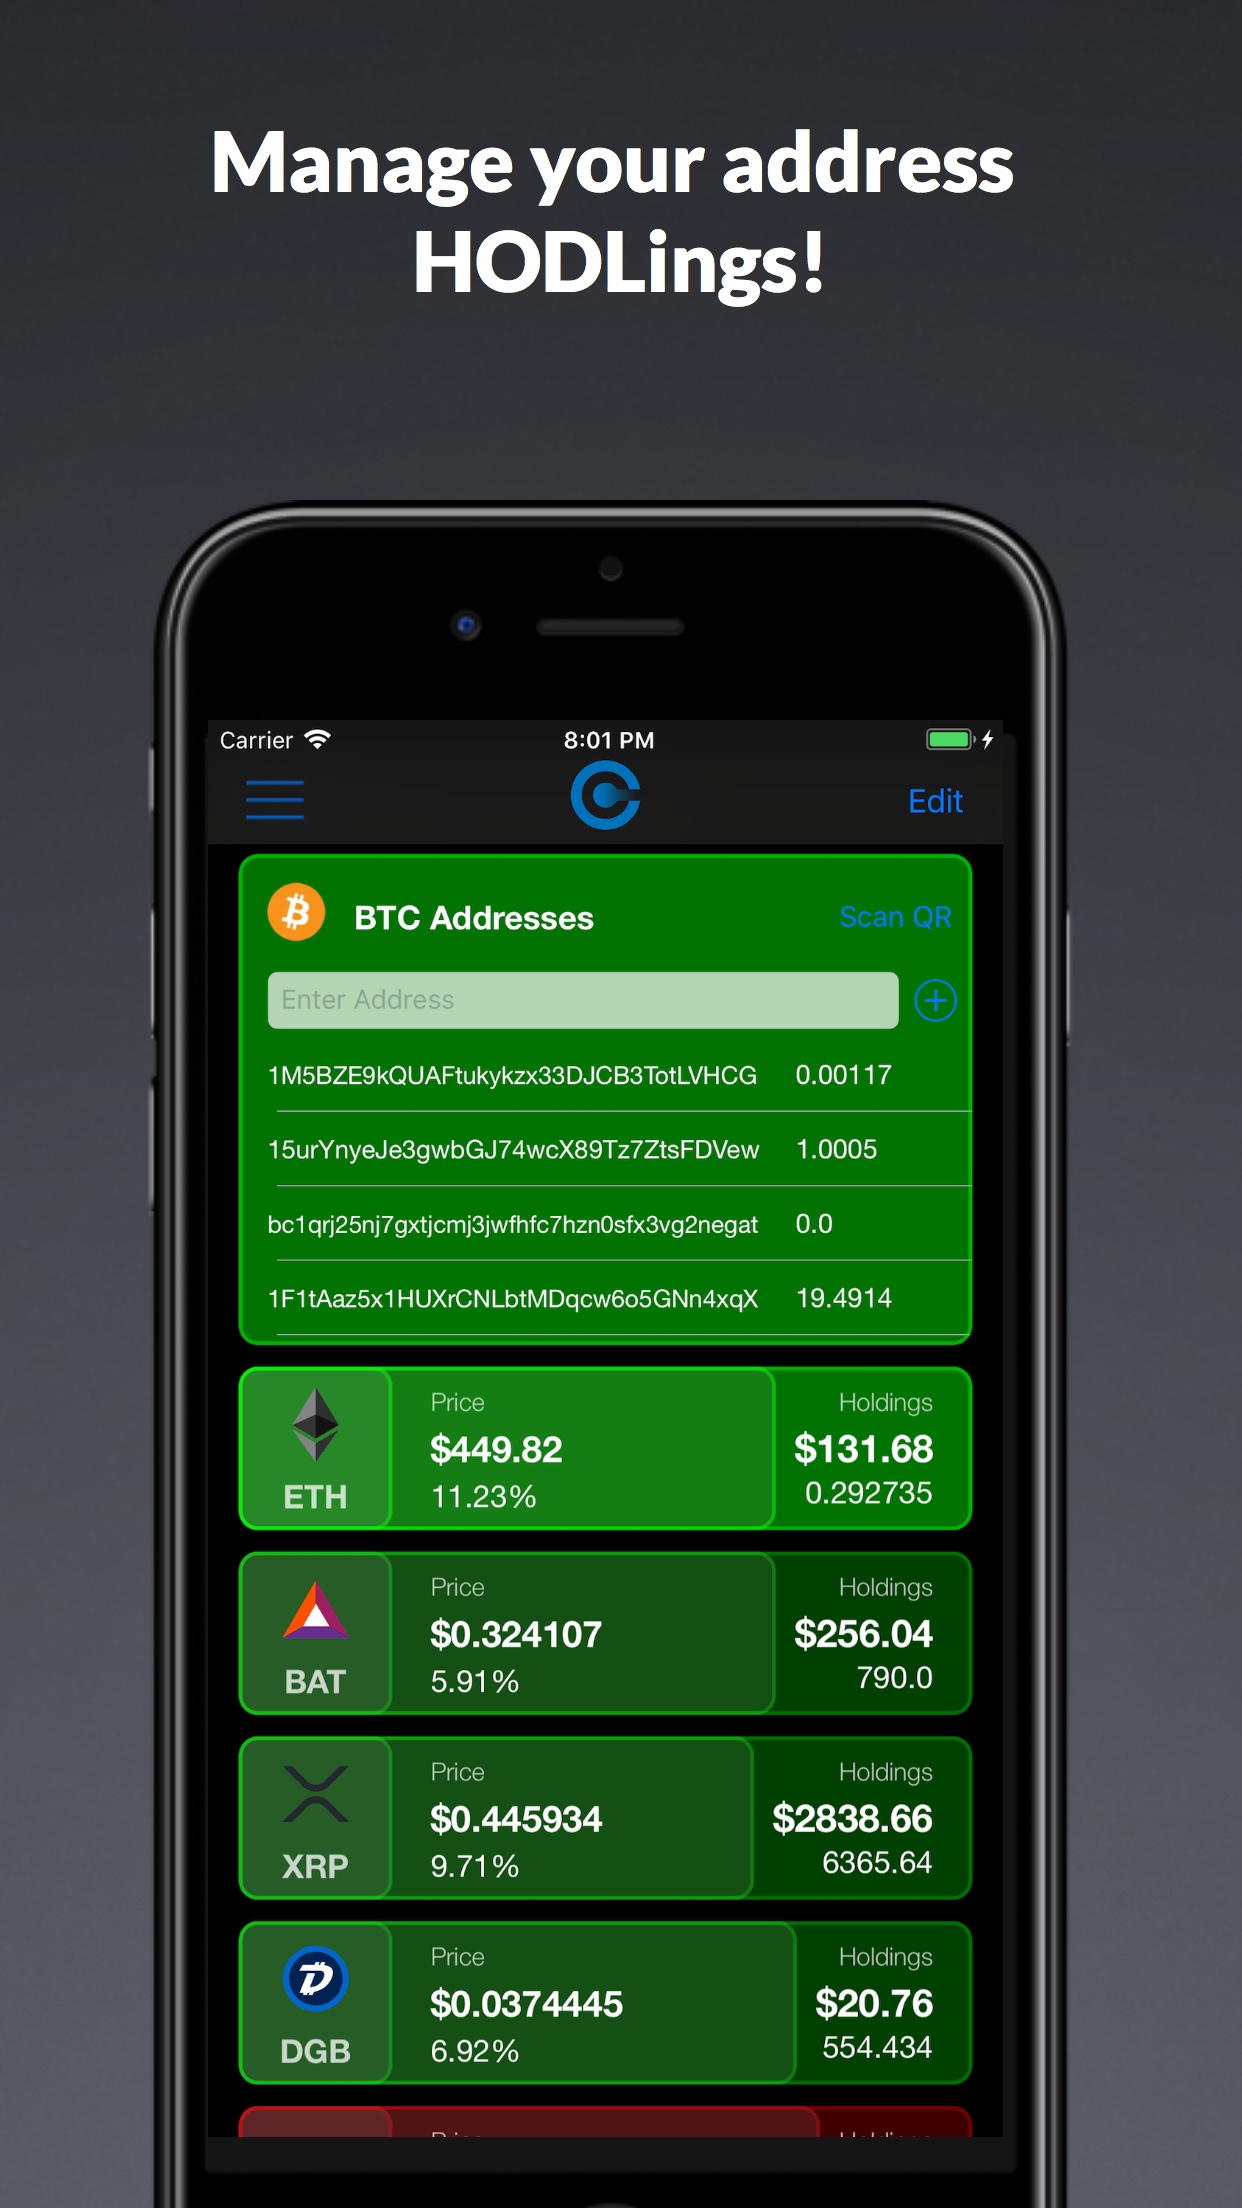 Manage your address
HODLings!
Carrier 8:01 PM
Edit
BTC Addresses Scan QR
Enter Address
1M5BZE9kQUAFtukykzx33DJCB3TotLVHCG 0.00117
15urYnyeJe3gwbGJ74wcX89Tz7ZtsFDVew 1.0005
bc1qrj25nj7gxtjcmj3jwfhfc7hzn0sfx3vg2negat 0.0
1F1tAaz5x1HUXrCNLbtMDqcw6o5GNn4xqX 19.4914
Price Holdings
$449.82 $131.68
ETH 11.23% 0.292735
Price Holdings
$0.324107 $256.04
BAT 5.91% 790.0
Price Holdings
$0.445934 $2838.66
XRP 9.71% 6365.64
Price Holdings
$0.0374445 $20.76
DGB 6.92% 554.434